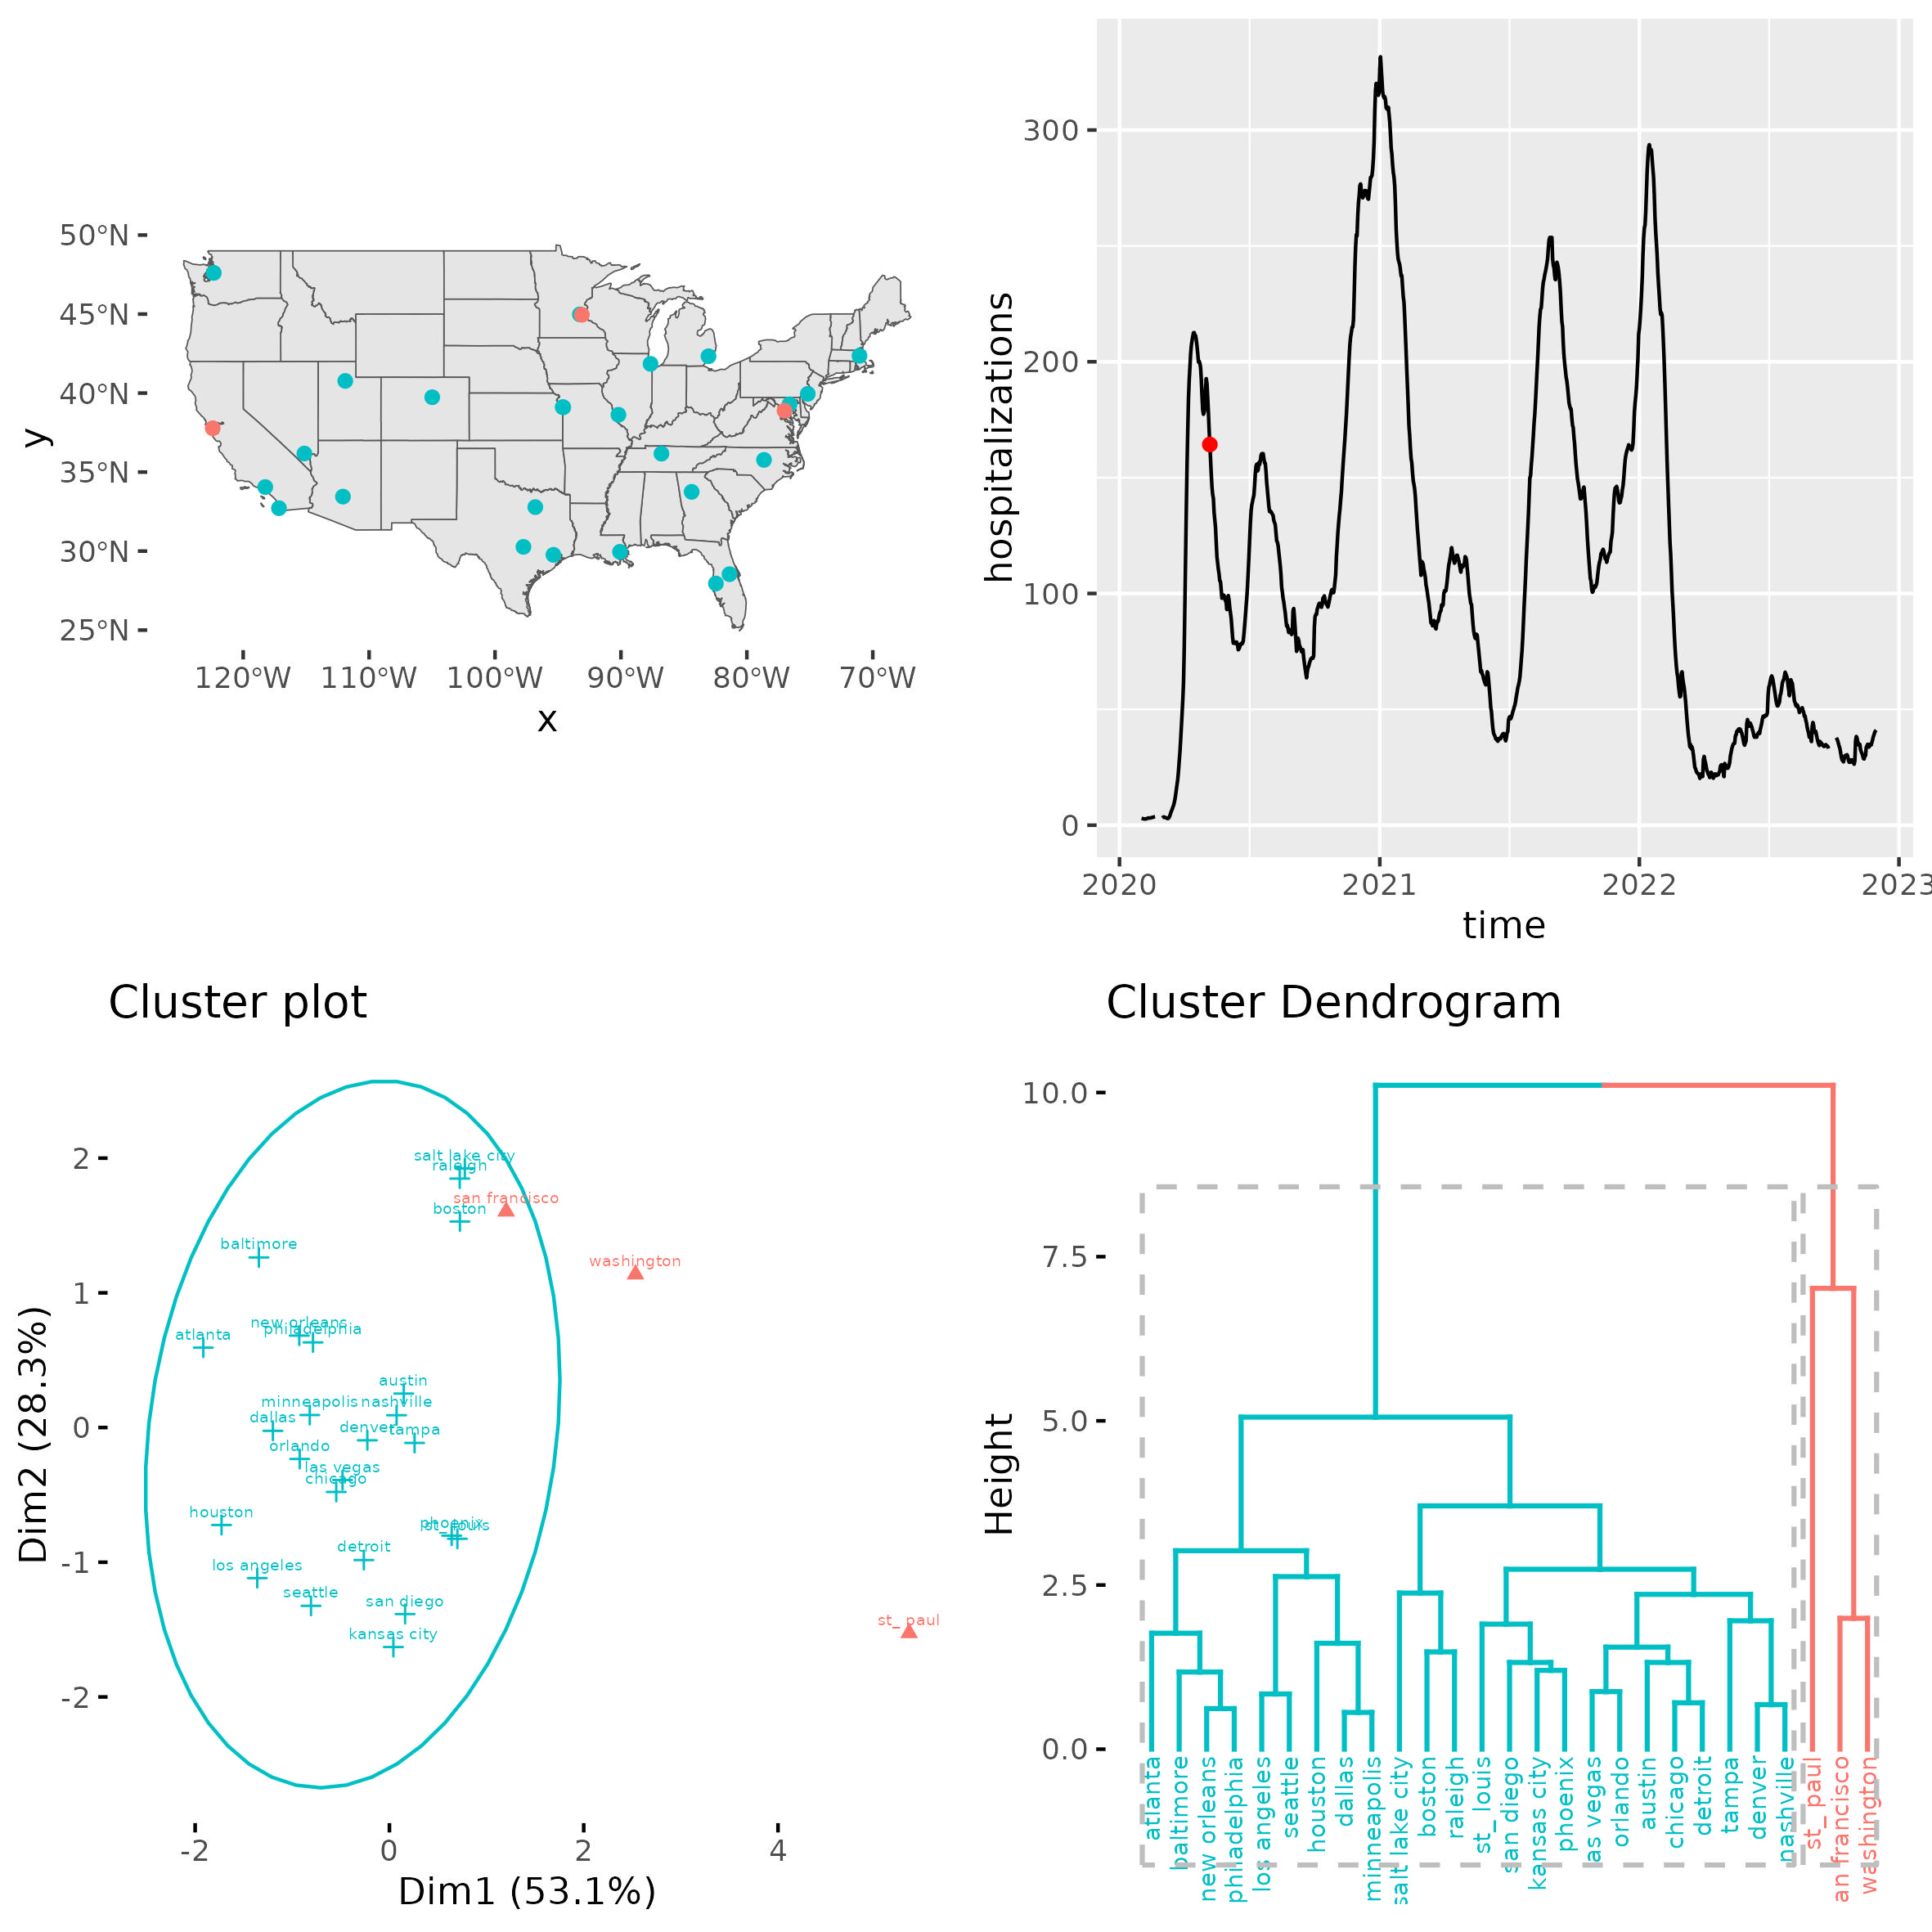 50°N
45°N
40°N
35°N
30°N
25°N
y
120°W 110°W 100°W 90°W 80°W 70°W
x
300
200
100
0
hospitalizations
2020 2021 2022 2023
time
Cluster plot
2
1
0
-1
-2
Dim2 (28.3%)
salt lake city
raleigh
san francisco
boston
baltimore
washington
new orleans
philadelphia
atlanta
austin
minneapolis nashville
dallas
denver
tampa
orlando
las vegas
chicago
houston
phoenix
st_louis
detroit
los angeles
seattle
san diego
st_paul
kansas city
-2 0 2 4
Dim1 (53.1%)
Cluster Dendrogram
10.0
7.5
5.0
2.5
0.0
Height
atlanta
baltimore
new orleans
philadelphia
los angeles
seattle
houston
dallas
minneapolis
salt lake city
boston
raleigh
st_louis
san diego
kansas city
phoenix
as vegas
orlando
austin
chicago
detroit
tampa
denver
nashville
st_paul
an francisco
washington